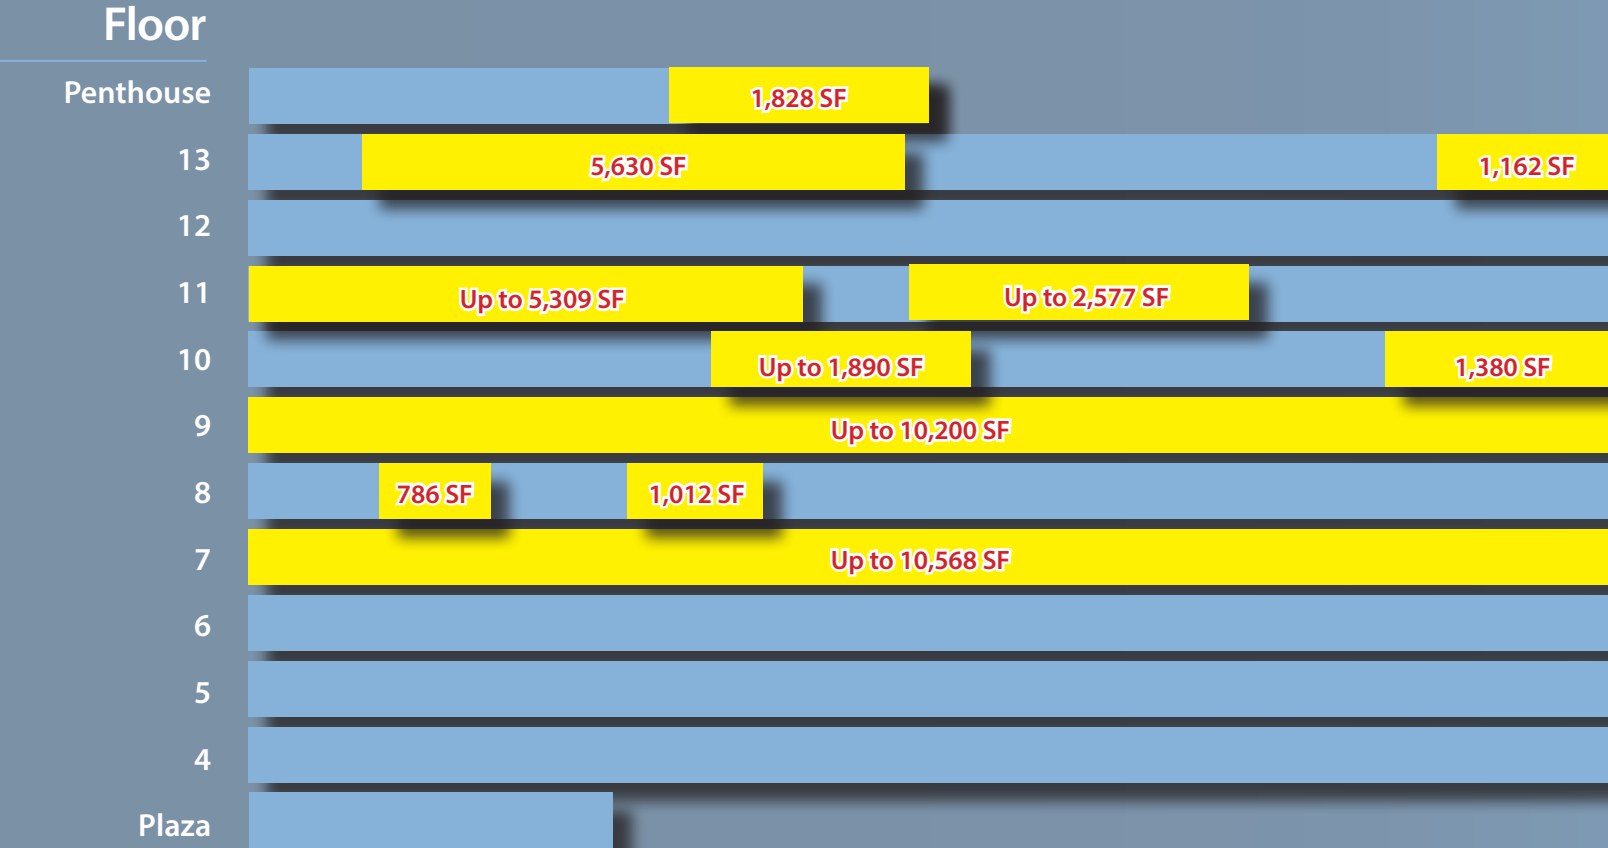 Floor
Penthouse
1,828 SF
13
5,630 SF
1,162 SF
12
11
Up to 5,309 SF
Up to 2,577 SF
10
Up to 1,890 SF
1,380 SF
9
Up to 10,200 SF
8
786 SF
1,012 SF
7
Up to 10,568 SF
6
5
4
Plaza